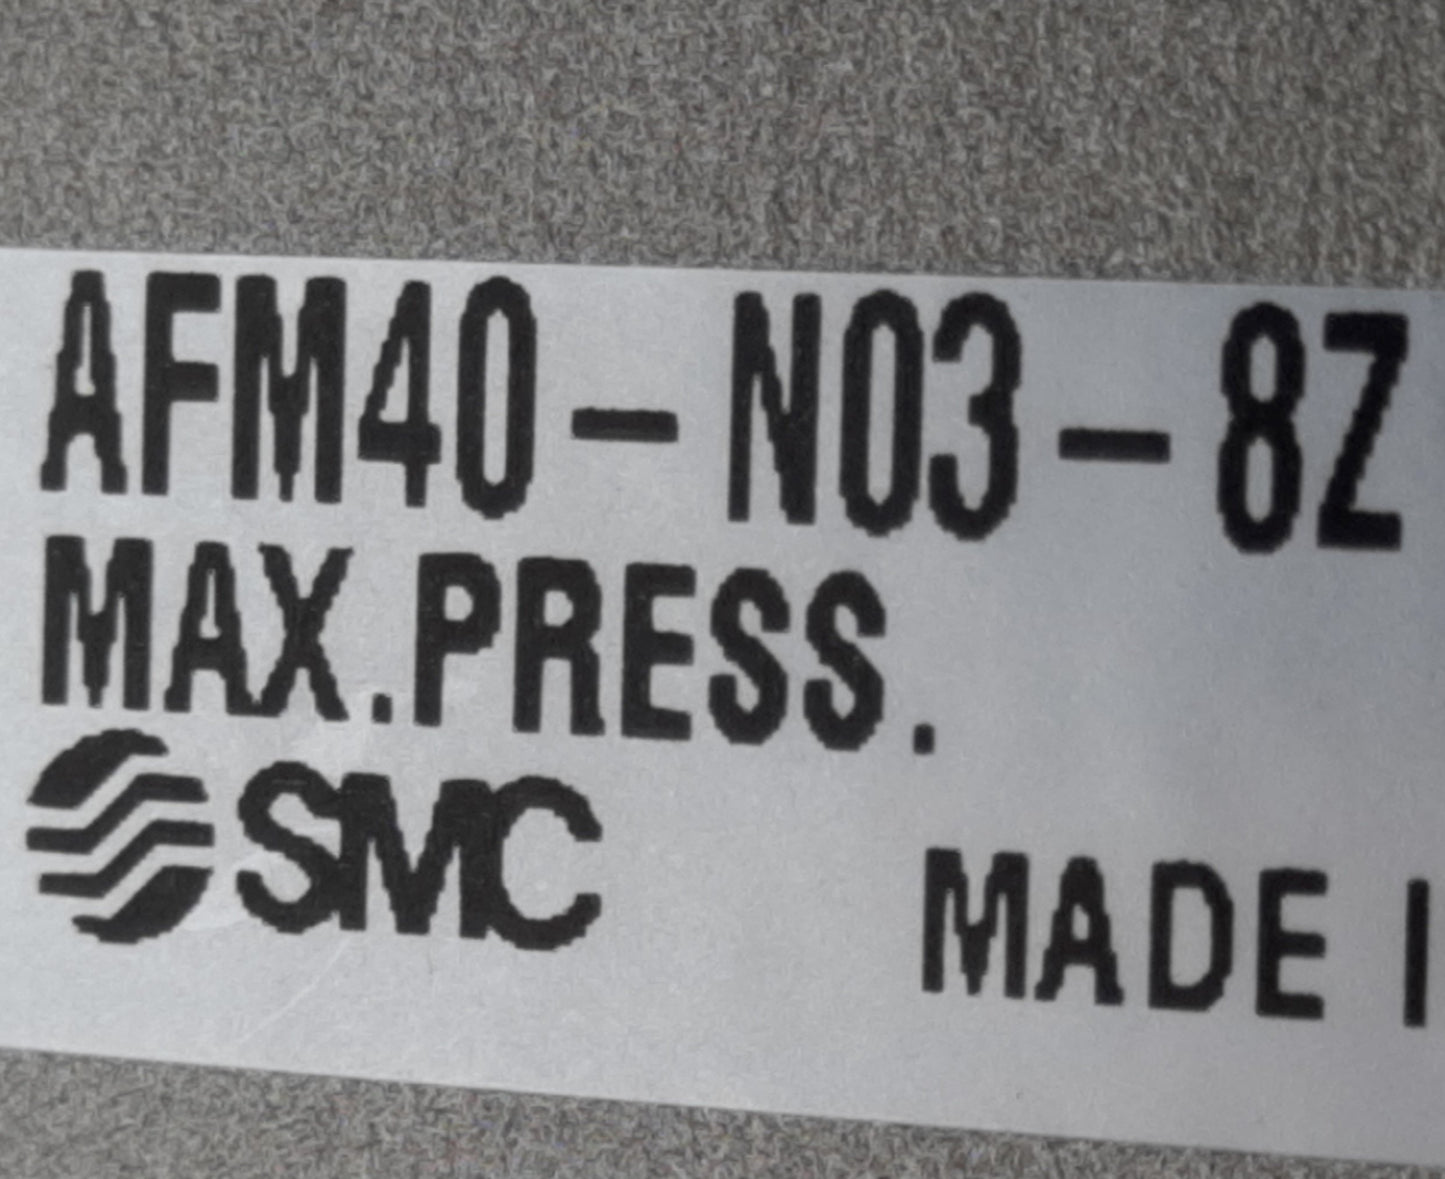 AFM40-N03-8Z
MAX.PRESS.
SMC
MADE I